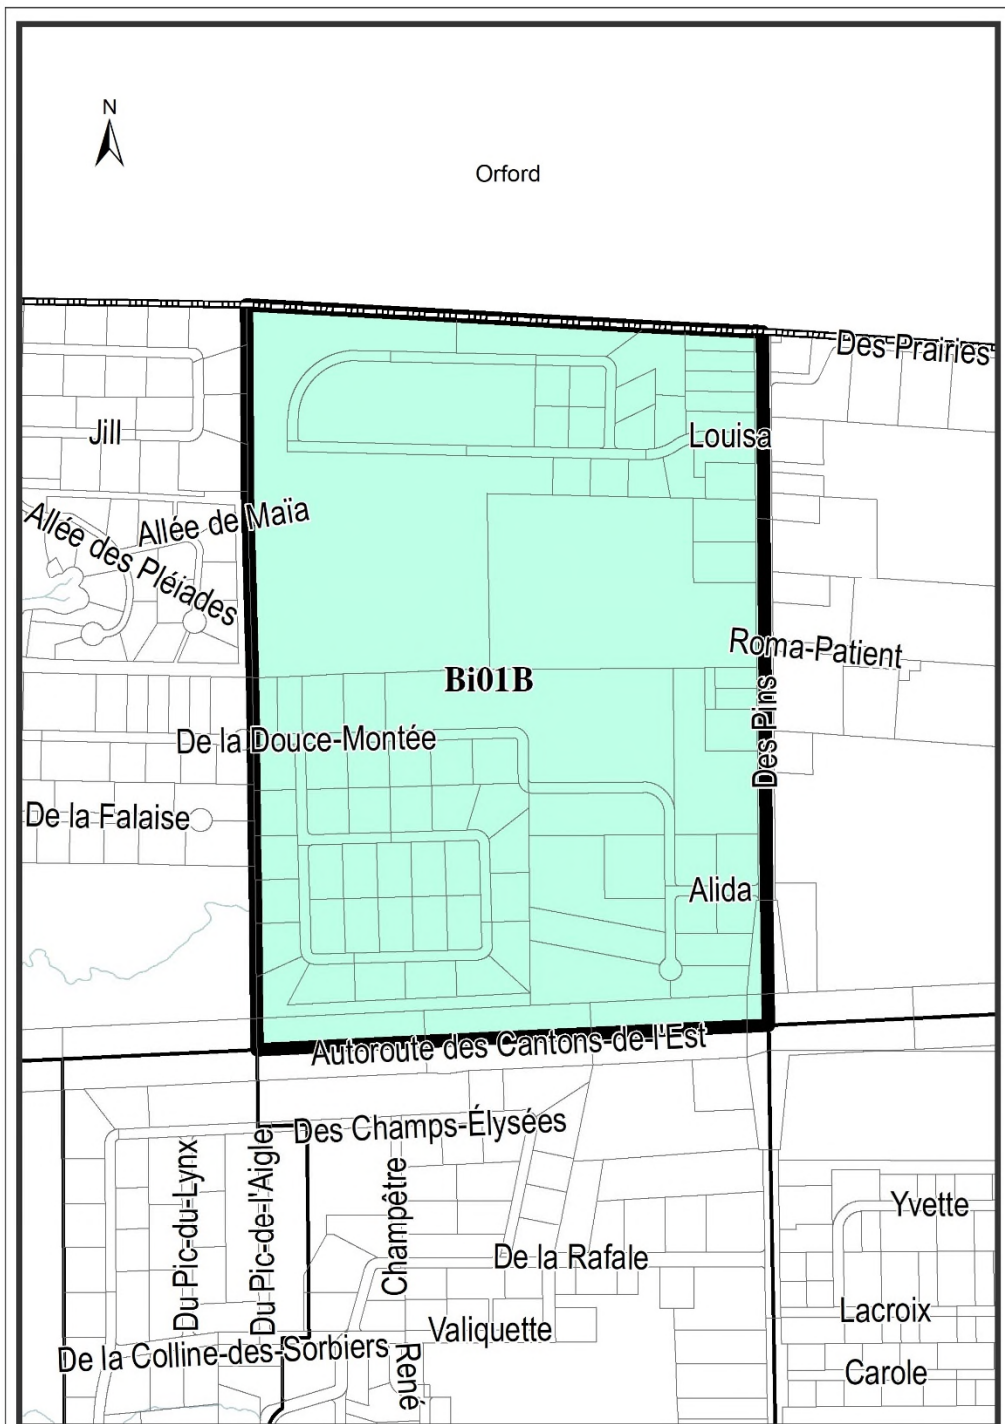 N
Orford
Des Prairies
Jill
Louisa
Allée de Maïa
Allée des Pléiades
Roma-Patient
Bi01B
Des Pins
De la Douce-Montée
De la Falaise
Alida
Autoroute des Cantons-de-l'Est
Des Champs-Élysées
Du Pic-du-Lynx
Du Pic-de-l'Aigle
Champêtre
Yvette
De la Rafale
Lacroix
Valiquette
De la Colline-des-Sorbiers
René
Carole